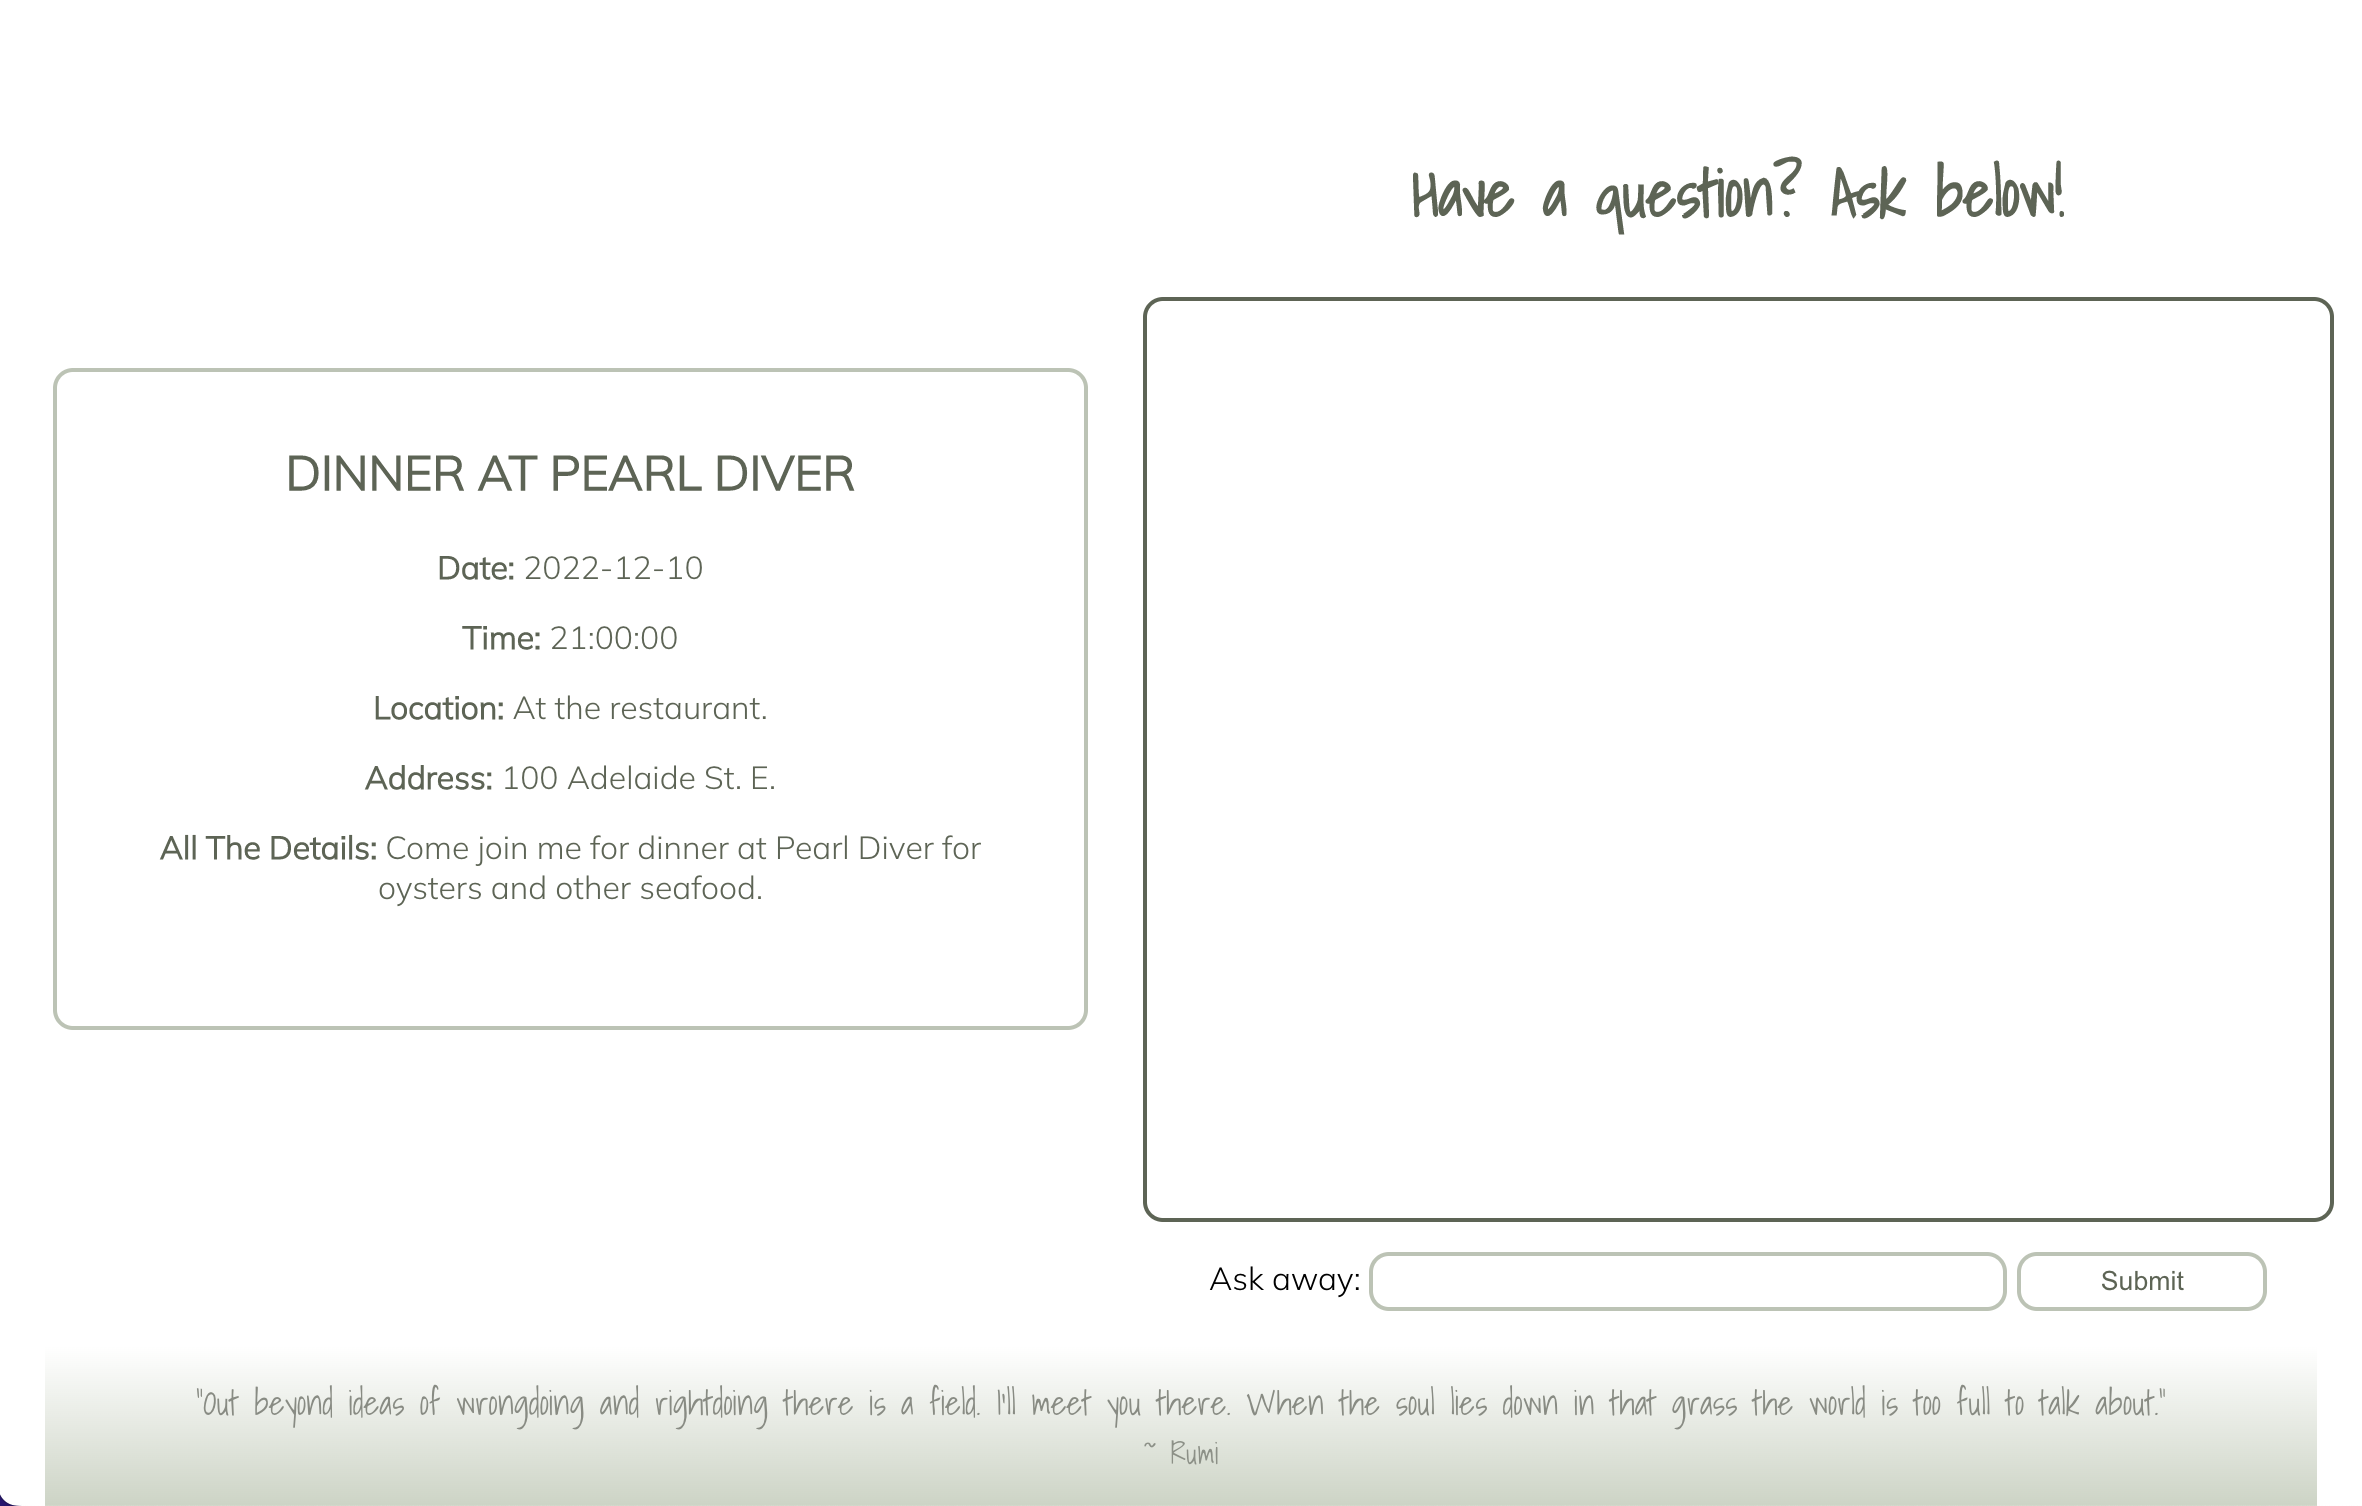 Have a question? Ask below!
DINNER AT PEARL DIVER
Date: 2022-12-10
Time: 21:00:00
Location: At the restaurant.
Address: 100 Adelaide St. E.
All The Details: Come join me for dinner at Pearl Diver for
oysters and other seafood.
Ask away:
Submit
"Out beyond ideas of wrongdoing and rightdoing there is a field. I'll meet you there. When the soul lies down in that grass the world is too full to talk about."
~ Rumi